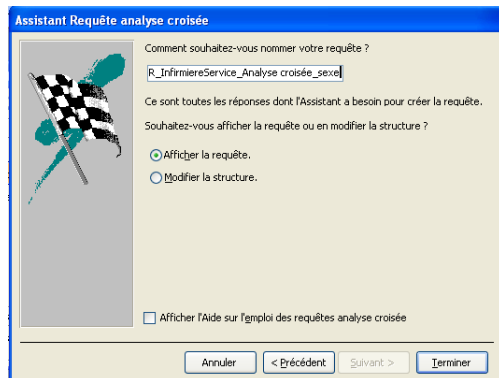 Assistant Requête analyse croisée
Comment souhaitez-vous nommer votre requête ?
R_InfirmiereService_Analyse croisée_sexe
Ce sont toutes les réponses dont l'Assistant a besoin pour créer la requête.
Souhaitez-vous afficher la requête ou en modifier la structure ?
Afficher la requête.
Modifier la structure.
Afficher l'Aide sur l'emploi des requêtes analyse croisée
Annuler < Précédent Suivant > Terminer